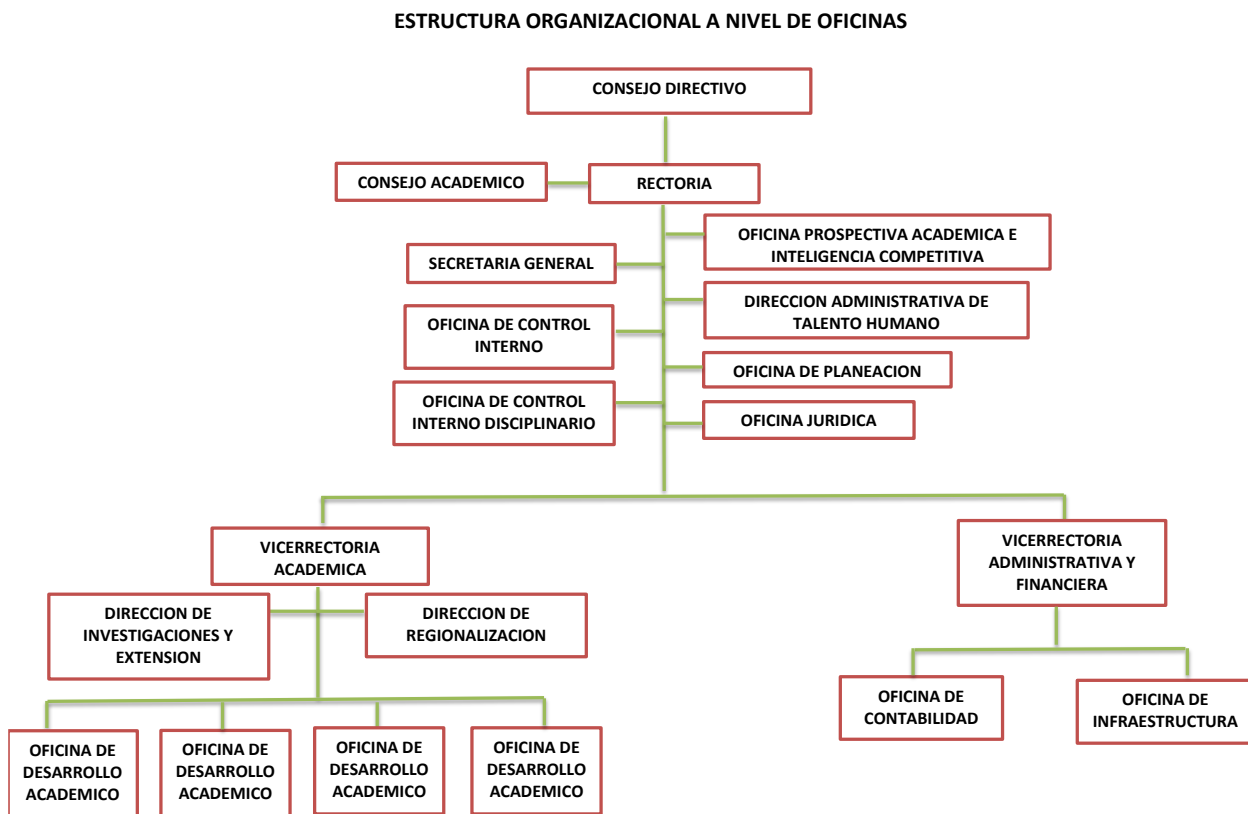 ESTRUCTURA ORGANIZACIONAL A NIVEL DE OFICINAS
CONSEJO DIRECTIVO
CONSEJO ACADEMICO
RECTORIA
OFICINA PROSPECTIVA ACADEMICA E
INTELIGENCIA COMPETITIVA
SECRETARIA GENERAL
DIRECCION ADMINISTRATIVA DE
TALENTO HUMANO
OFICINA DE CONTROL
INTERNO
OFICINA DE PLANEACION
OFICINA DE CONTROL
INTERNO DISCIPLINARIO
OFICINA JURIDICA
VICERRECTORIA
ACADEMICA
VICERRECTORIA
ADMINISTRATIVA Y
FINANCIERA
DIRECCION DE
INVESTIGACIONES Y
EXTENSION
DIRECCION DE
REGIONALIZACION
OFICINA DE
CONTABILIDAD
OFICINA DE
INFRAESTRUCTURA
OFICINA DE
DESARROLLO
ACADEMICO
OFICINA DE
DESARROLLO
ACADEMICO
OFICINA DE
DESARROLLO
ACADEMICO
OFICINA DE
DESARROLLO
ACADEMICO